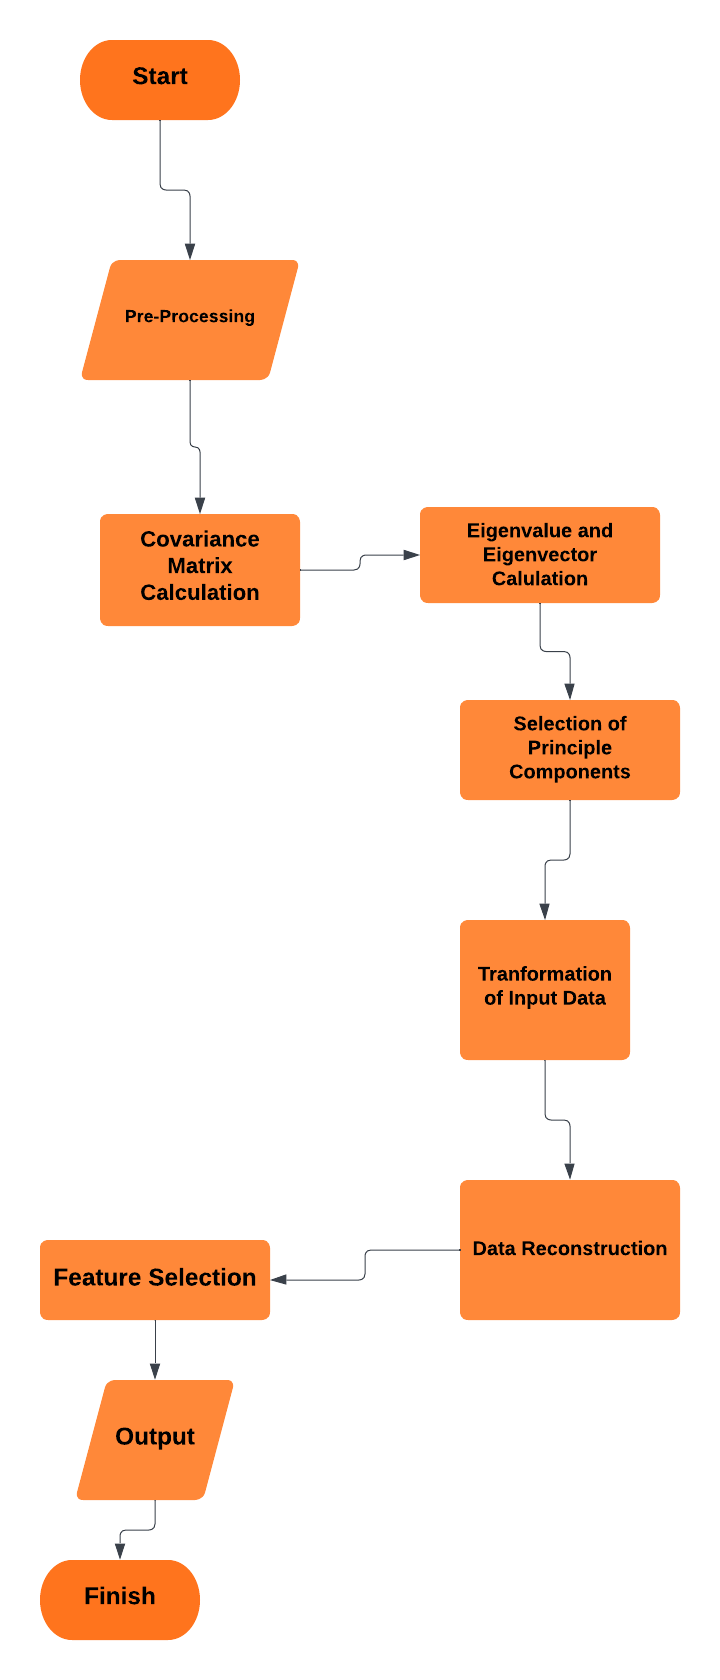 Start
Pre-Processing
Covariance
Matrix
Calculation
Eigenvalue and
Eigenvector
Calulation
Selection of
Principle
Components
Tranformation
of Input Data
Data Reconstruction
Feature Selection
Output
Finish